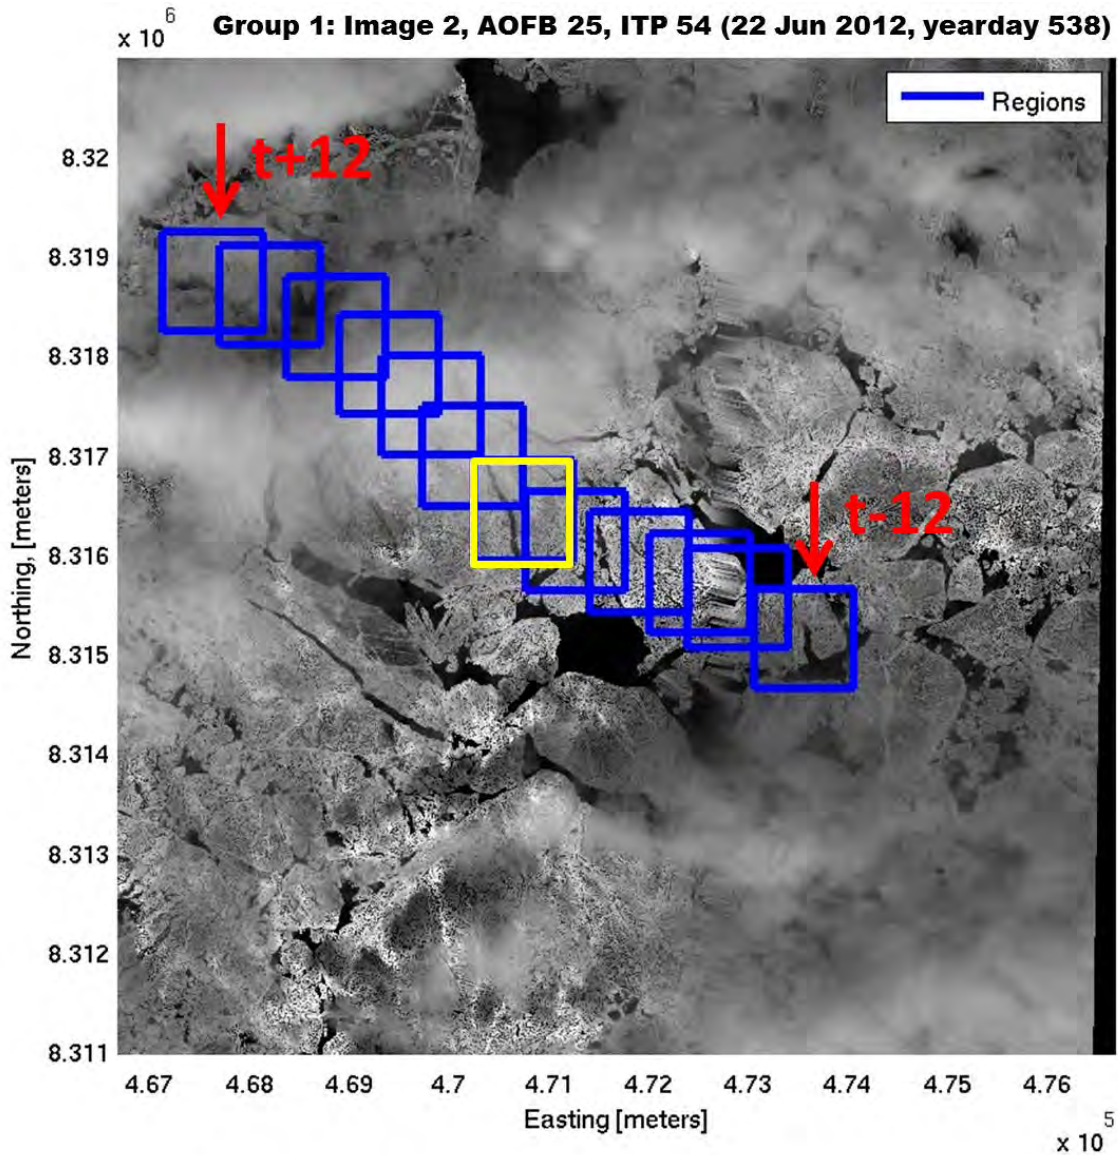 Group 1: Image 2, AOFB 25, ITP 54 (22 Jun 2012, yearday 538)
x 10
6
Regions
t+12
t-12
8.32
8.319
8.318
8.317
8.316
8.315
8.314
8.313
8.312
8.311
Northing, [meters]
4.67 4.68 4.69 4.7 4.71 4.72 4.73 4.74 4.75 4.76
Easting [meters]
x 10
5